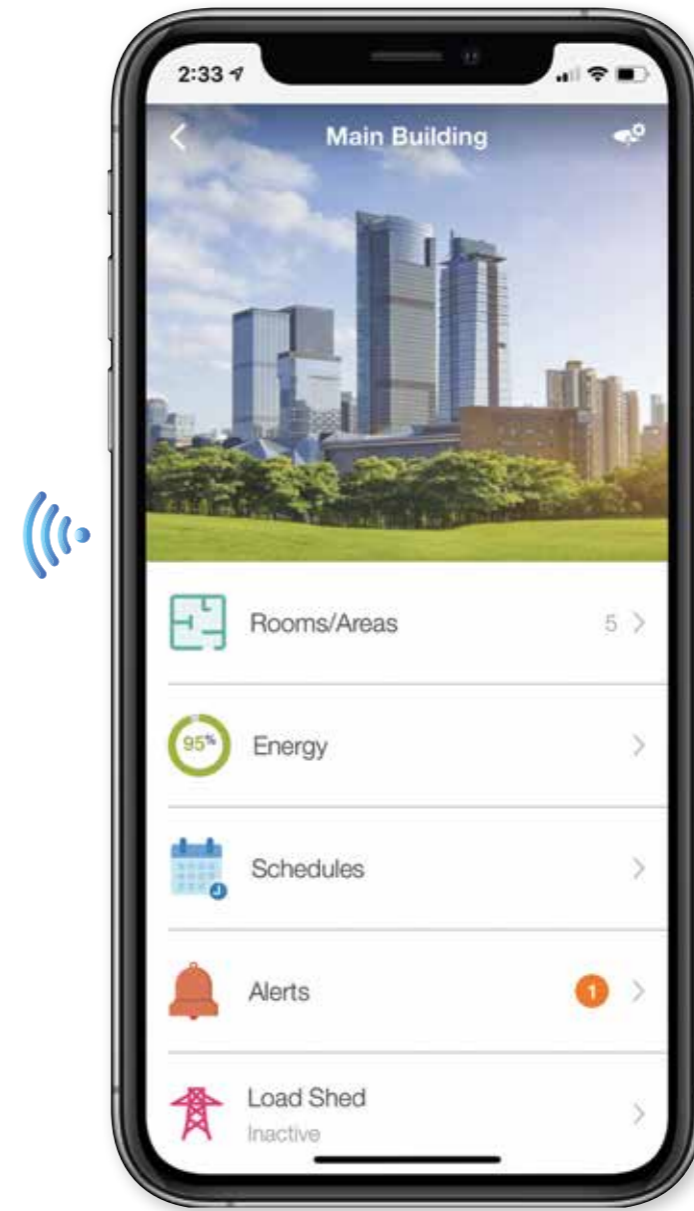 2:33
Main Building
Rooms/Areas
5
95%
Energy
Schedules
Alerts
1
Load Shed
Inactive